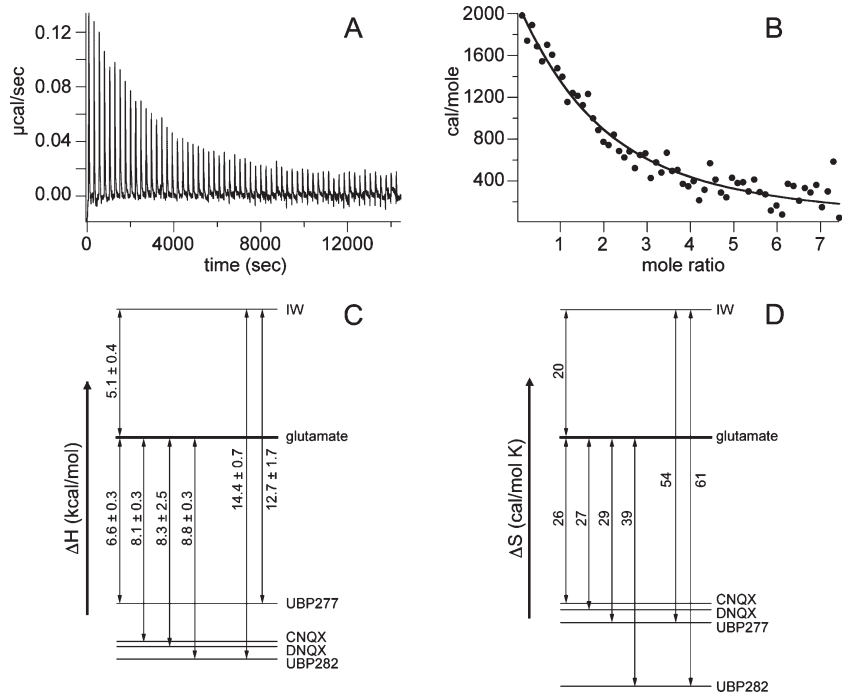 A
μcal/sec
0.12
0.08
0.04
0.00
0
4000
8000
12000
time (sec)
B
cal/mole
2000
1600
1200
800
400
1
2
3
4
5
6
7
mole ratio
C
ΔH (kcal/mol)
IW
5.1 ± 0.4
glutamate
6.6 ± 0.3
8.1 ± 0.3
8.3 ± 2.5
8.8 ± 0.3
14.4 ± 0.7
12.7 ± 1.7
UBP277
CNQX
DNQX
UBP282
D
ΔS (cal/mol K)
IW
20
glutamate
26
27
29
39
54
61
CNQX
DNQX
UBP277
UBP282